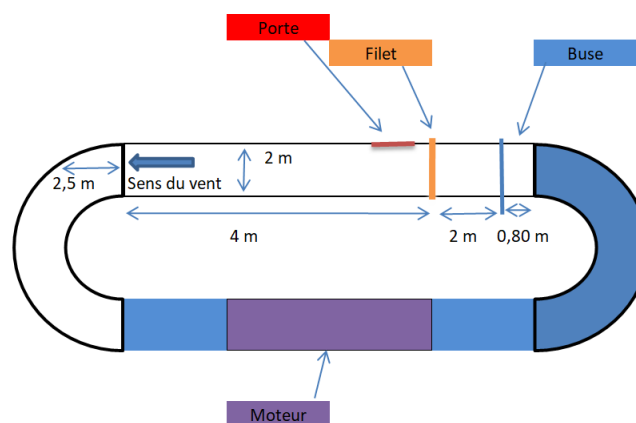 Porte
Filet
Buse
2 m
2,5 m
Sens du vent
4 m
2 m
0,80 m
Moteur